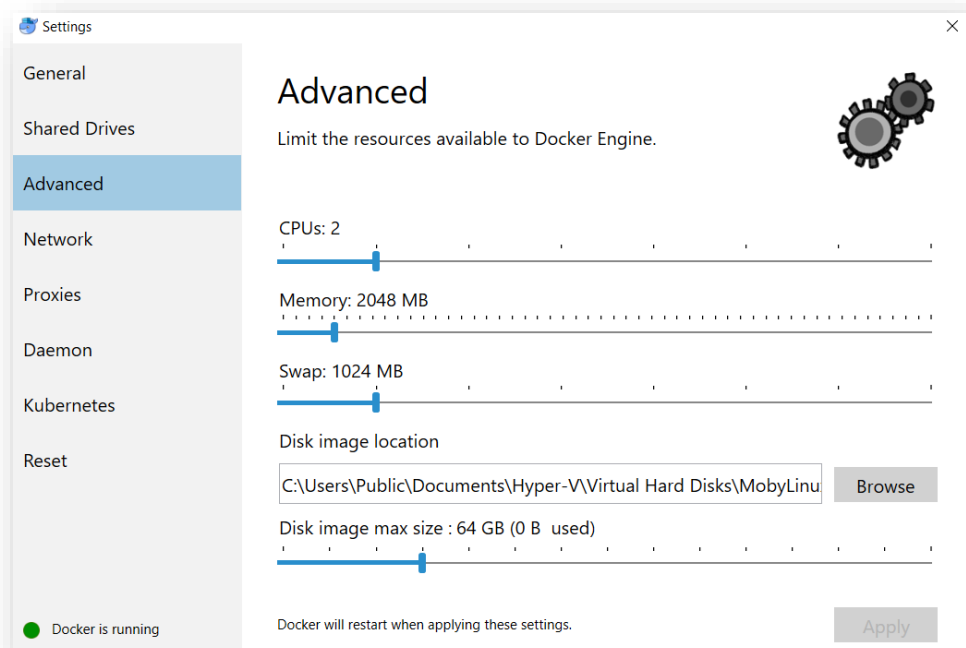 Settings
General
Shared Drives
Advanced
Network
Proxies
Daemon
Kubernetes
Reset
Docker is running
Advanced
Limit the resources available to Docker Engine.
CPUs: 2
Memory: 2048 MB
Swap: 1024 MB
Disk image location
C:\Users\Public\Documents\Hyper-V\Virtual Hard Disks\MobyLinu
Browse
Disk image max size : 64 GB (0 B  used)
Docker will restart when applying these settings.
Apply